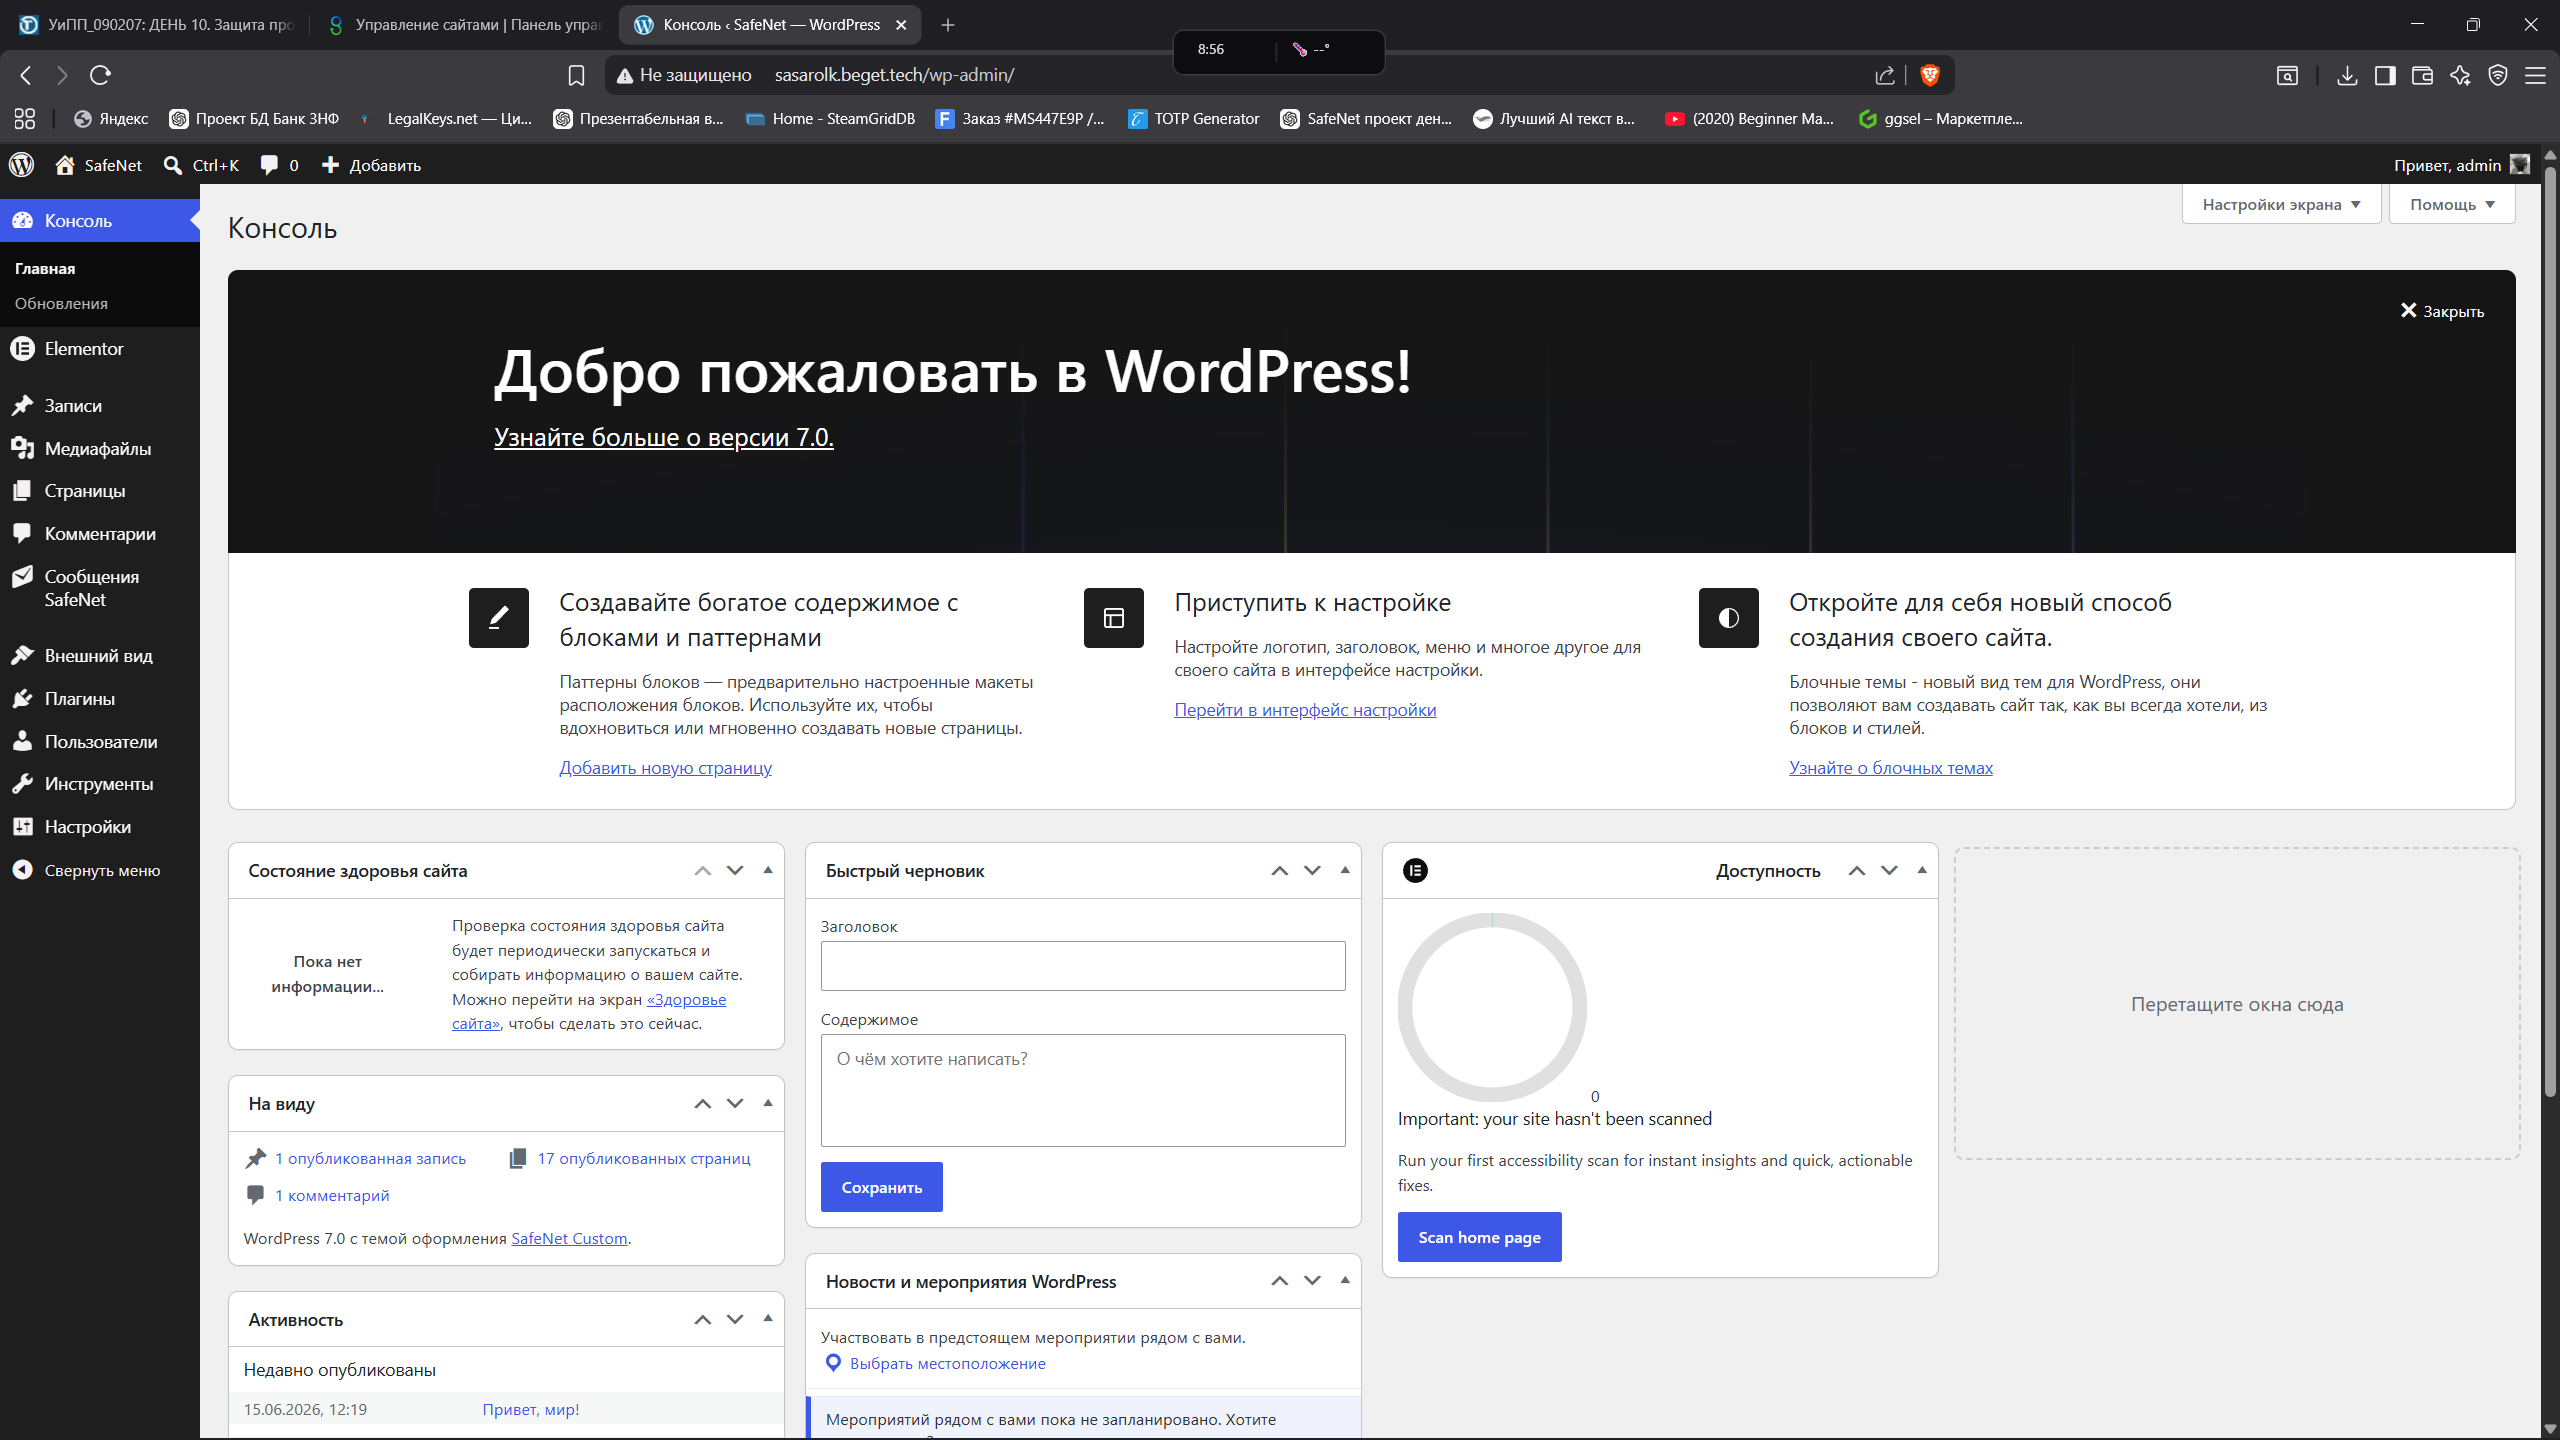 УиПП_090207: ДЕНЬ 10. Защита про
Управление сайтами | Панель управ
Консоль ‹ SafeNet — WordPress
8:56
--°
Не защищено
sasarolk.beget.tech/wp-admin/
Яндекс
Проект БД Банк ЗНФ
LegalKeys.net — Ци...
Презентабельная в...
Home - SteamGridDB
Заказ #MS447E9P /...
TOTP Generator
SafeNet проект ден...
Лучший AI текст в...
(2020) Beginner Ma...
ggsel – Маркетпле...
SafeNet
Ctrl+K
0
Добавить
Привет, admin
Консоль
Главная
Обновления
Elementor
Записи
Медиафайлы
Страницы
Комментарии
Сообщения
SafeNet
Внешний вид
Плагины
Пользователи
Инструменты
Настройки
Свернуть меню
Настройки экрана
Помощь
Консоль
Закрыть
Добро пожаловать в WordPress!
Узнайте больше о версии 7.0.
Создавайте богатое содержимое с
блоками и паттернами
Паттерны блоков — предварительно настроенные макеты
расположения блоков. Используйте их, чтобы
вдохновиться или мгновенно создавать новые страницы.
Добавить новую страницу
Приступить к настройке
Настройте логотип, заголовок, меню и многое другое для
своего сайта в интерфейсе настройки.
Перейти в интерфейс настройки
Откройте для себя новый способ
создания своего сайта.
Блочные темы - новый вид тем для WordPress, они
позволяют вам создавать сайт так, как вы всегда хотели, из
блоков и стилей.
Узнайте о блочных темах
Состояние здоровья сайта
Пока нет
информации...
Проверка состояния здоровья сайта
будет периодически запускаться и
собирать информацию о вашем сайте.
Можно перейти на экран «Здоровье
сайта», чтобы сделать это сейчас.
На виду
1 опубликованная запись
17 опубликованных страниц
1 комментарий
WordPress 7.0 с темой оформления SafeNet Custom.
Активность
Недавно опубликованы
15.06.2026, 12:19
Привет, мир!
Быстрый черновик
Заголовок
Содержимое
О чём хотите написать?
Сохранить
Новости и мероприятия WordPress
Участвовать в предстоящем мероприятии рядом с вами.
Выбрать местоположение
Мероприятий рядом с вами пока не запланировано. Хотите
Доступность
0
Important: your site hasn't been scanned
Run your first accessibility scan for instant insights and quick, actionable
fixes.
Scan home page
Перетащите окна сюда